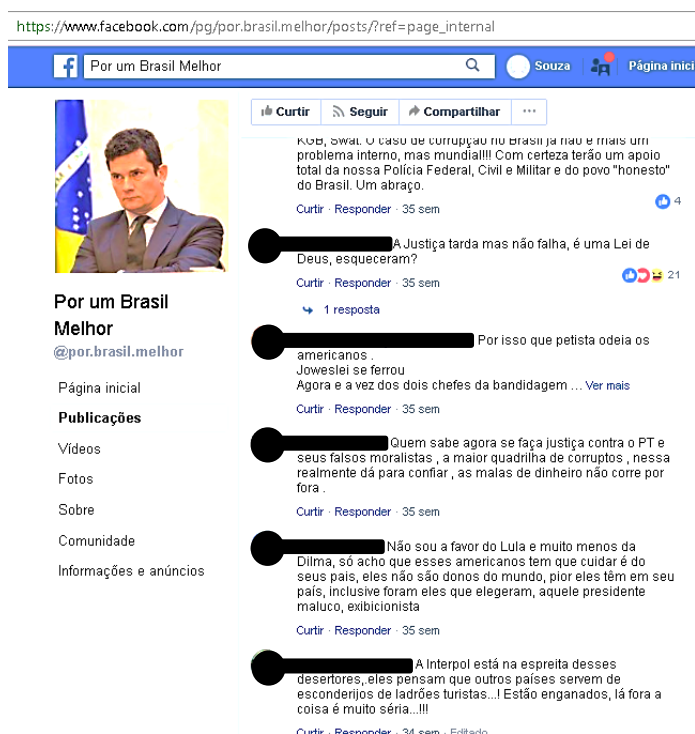 https://www.facebook.com/pg/por.brasil.melhor/posts/?ref=page_internal
f Por um Brasil Melhor Souza Página inici
Curtir Seguir Compartilhar ...
KGB, Swat. O caso de corrupção no Brasil já não é mais um
problema interno, mas mundial!!! Com certeza terão um apoio
total da nossa Polícia Federal, Civil e Militar e do povo "honesto"
do Brasil. Um abraço.
Curtir · Responder · 35 sem 4
A Justiça tarda mas não falha, é uma Lei de
Deus, esqueceram?
Curtir · Responder · 35 sem 21
1 resposta
Por um Brasil
Melhor
@por.brasil.melhor
Página inicial
Publicações
Vídeos
Fotos
Sobre
Comunidade
Informações e anúncios
Por isso que petista odeia os
americanos .
Joweslei se ferrou
Agora e a vez dos dois chefes da bandidagem ... Ver mais
Curtir · Responder · 35 sem
Quem sabe agora se faça justiça contra o PT e
seus falsos moralistas , a maior quadrilha de corruptos , nessa
realmente dá para confiar , as malas de dinheiro não corre por
fora .
Curtir · Responder · 35 sem
Não sou a favor do Lula e muito menos da
Dilma, só acho que esses americanos tem que cuidar é do
seus pais, eles não são donos do mundo, pior eles têm em seu
país, inclusive foram eles que elegeram, aquele presidente
maluco, exibicionista
Curtir · Responder · 35 sem
A Interpol está na espreita desses
desertores,.eles pensam que outros países servem de
esconderijos de ladrões turistas...! Estão enganados, lá fora a
coisa é muito séria...!!!
Curtir · Responder · 34 sem · Editado